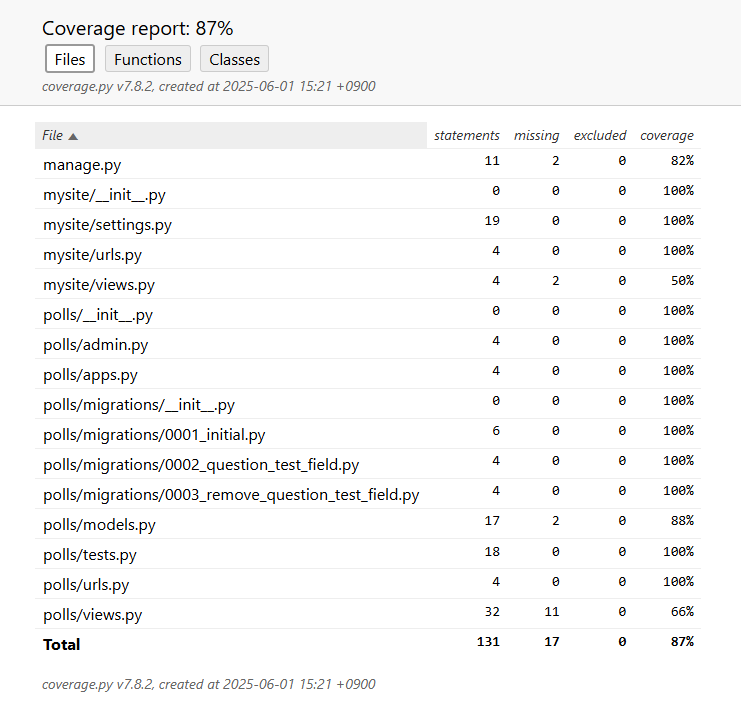 Coverage report: 87%
Files Functions Classes
coverage.py v7.8.2, created at 2025-06-01 15:21 +0900
File ▲ statements missing excluded coverage
manage.py 11 2 0 82%
mysite/__init__.py 0 0 0 100%
mysite/settings.py 19 0 0 100%
mysite/urls.py 4 0 0 100%
mysite/views.py 4 2 0 50%
polls/__init__.py 0 0 0 100%
polls/admin.py 4 0 0 100%
polls/apps.py 4 0 0 100%
polls/migrations/__init__.py 0 0 0 100%
polls/migrations/0001_initial.py 6 0 0 100%
polls/migrations/0002_question_test_field.py 4 0 0 100%
polls/migrations/0003_remove_question_test_field.py 4 0 0 100%
polls/models.py 17 2 0 88%
polls/tests.py 18 0 0 100%
polls/urls.py 4 0 0 100%
polls/views.py 32 11 0 66%
Total 131 17 0 87%
coverage.py v7.8.2, created at 2025-06-01 15:21 +0900